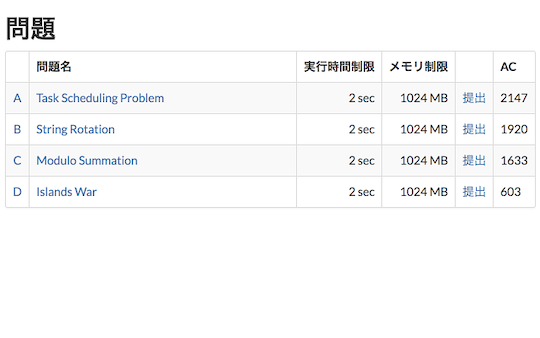 問題
問題名 実行時間制限 メモリ制限 AC
A Task Scheduling Problem 2 sec 1024 MB 提出 2147
B String Rotation 2 sec 1024 MB 提出 1920
C Modulo Summation 2 sec 1024 MB 提出 1633
D Islands War 2 sec 1024 MB 提出 603